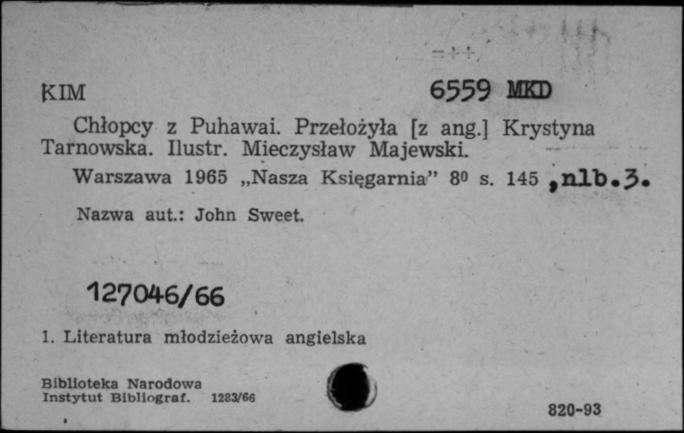 =++
KIM 6559 MKD
Chłopcy z Puhawai. Przełożyła [z ang.] Krystyna
Tarnowska. Ilustr. Mieczysław Majewski.
Warszawa 1965 „Nasza Księgarnia” 8⁰ s. 145 ,nlb.3.
Nazwa aut.: John Sweet.
127046/66
1. Literatura młodzieżowa angielska
Biblioteka Narodowa
Instytut Bibliograf. 1283/66
820-93